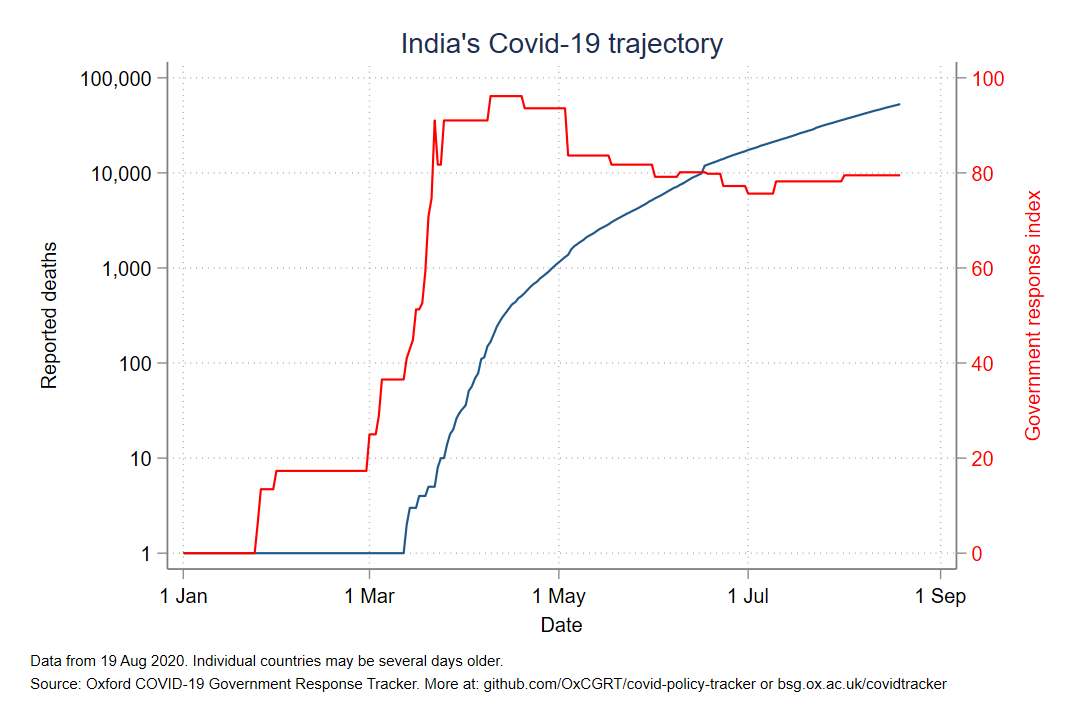 India's Covid-19 trajectory
100,000
10,000
1,000
100
10
1
Reported deaths
100
80
60
40
20
0
Government response index
1 Jan
1 Mar
1 May
1 Jul
1 Sep
Date
Data from 19 Aug 2020. Individual countries may be several days older.
Source: Oxford COVID-19 Government Response Tracker. More at: github.com/OxCGRT/covid-policy-tracker or bsg.ox.ac.uk/covidtracker